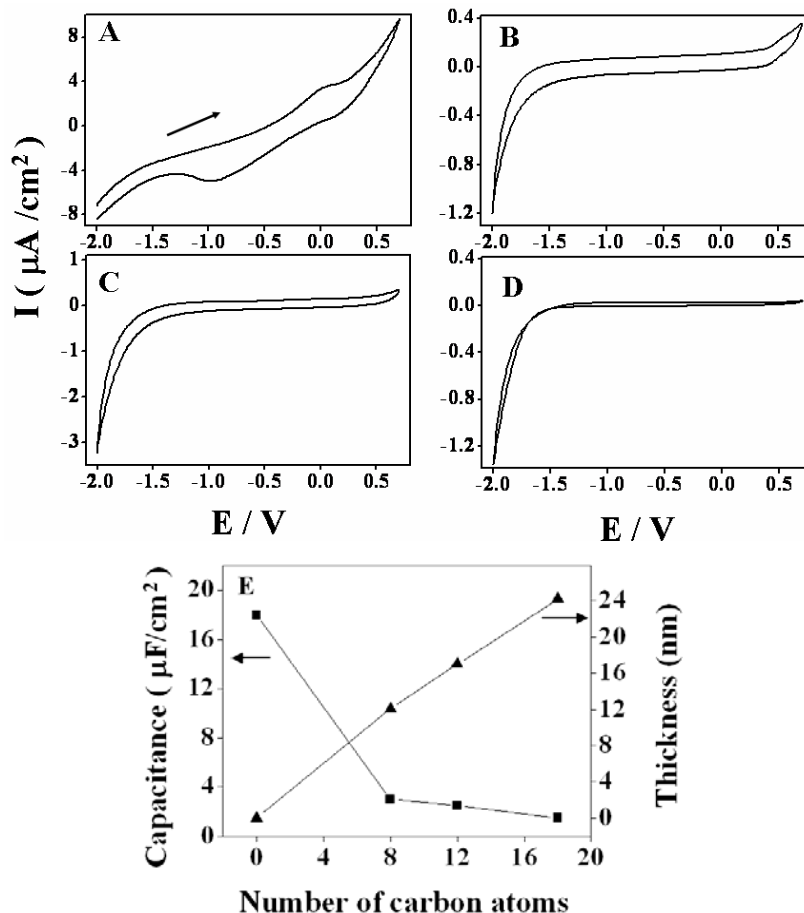 A
B
8
4
0
-4
-8
-2.0 -1.5 -1.0 -0.5 0.0 0.5
0.4
0.0
-0.4
-0.8
-1.2
-2.0 -1.5 -1.0 -0.5 0.0 0.5
I ( μA /cm²)
C
D
1
0
-1
-2
-3
-2.0 -1.5 -1.0 -0.5 0.0 0.5
0.4
0.0
-0.4
-0.8
-1.2
-2.0 -1.5 -1.0 -0.5 0.0 0.5
E / V
E / V
E
Capacitance ( μF/cm²)
20
16
12
8
4
0
24
20
16
12
8
4
0
Thickness (nm)
0 4 8 12 16 20
Number of carbon atoms